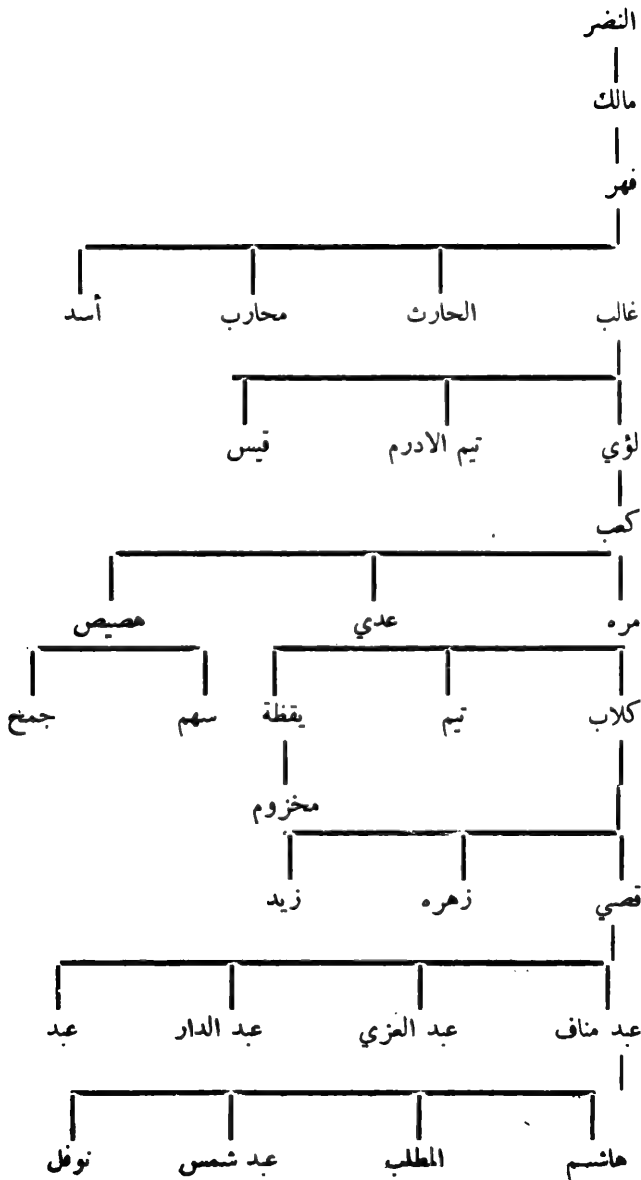 النضر
مالك
فهر
غالب الحارث محارب أسد
لؤي تيم الادرم قيس
كعب
مره عدي هصيص
كلاب تيم يقظة سهم جمخ
مخزوم
قصي زهره زيد
عبد مناف عبد العزي عبد الدار عبد
هاشم المطلب عبد شمس نوفل